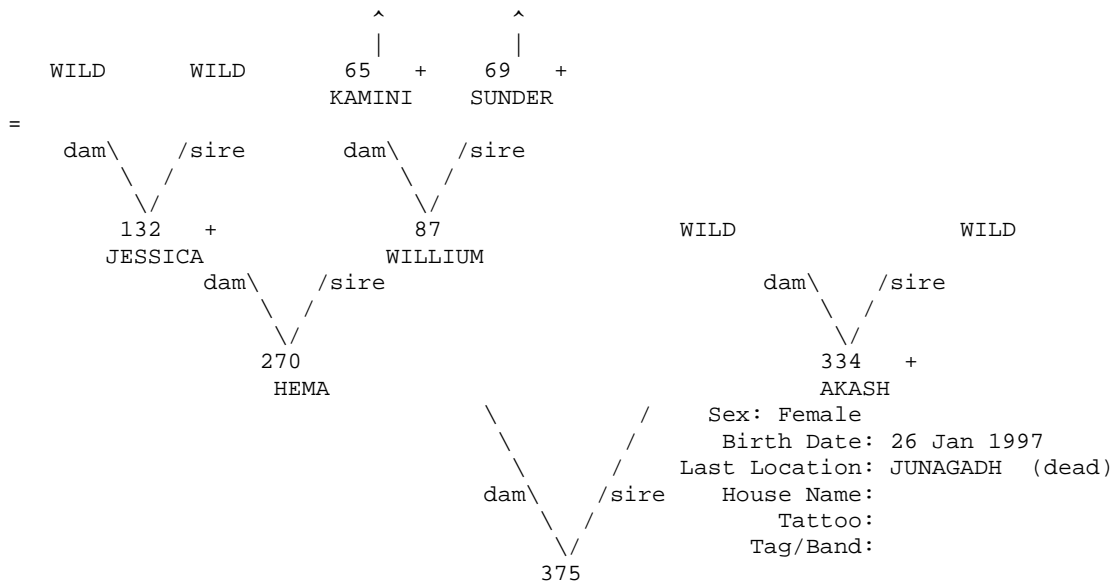 ^ ^
| |
WILD WILD 65 + 69 +
KAMINI SUNDER
=
dam\ /sire dam\ /sire
\ / \ /
\/ \/
132 + 87 WILD WILD
JESSICA WILLIUM
dam\ /sire dam\ /sire
\ / \ /
\/ \/
270 334 +
HEMA AKASH
\ / Sex: Female
\ / Birth Date: 26 Jan 1997
\ / Last Location: JUNAGADH (dead)
dam\ /sire House Name:
\ / Tattoo:
\/ Tag/Band:
375